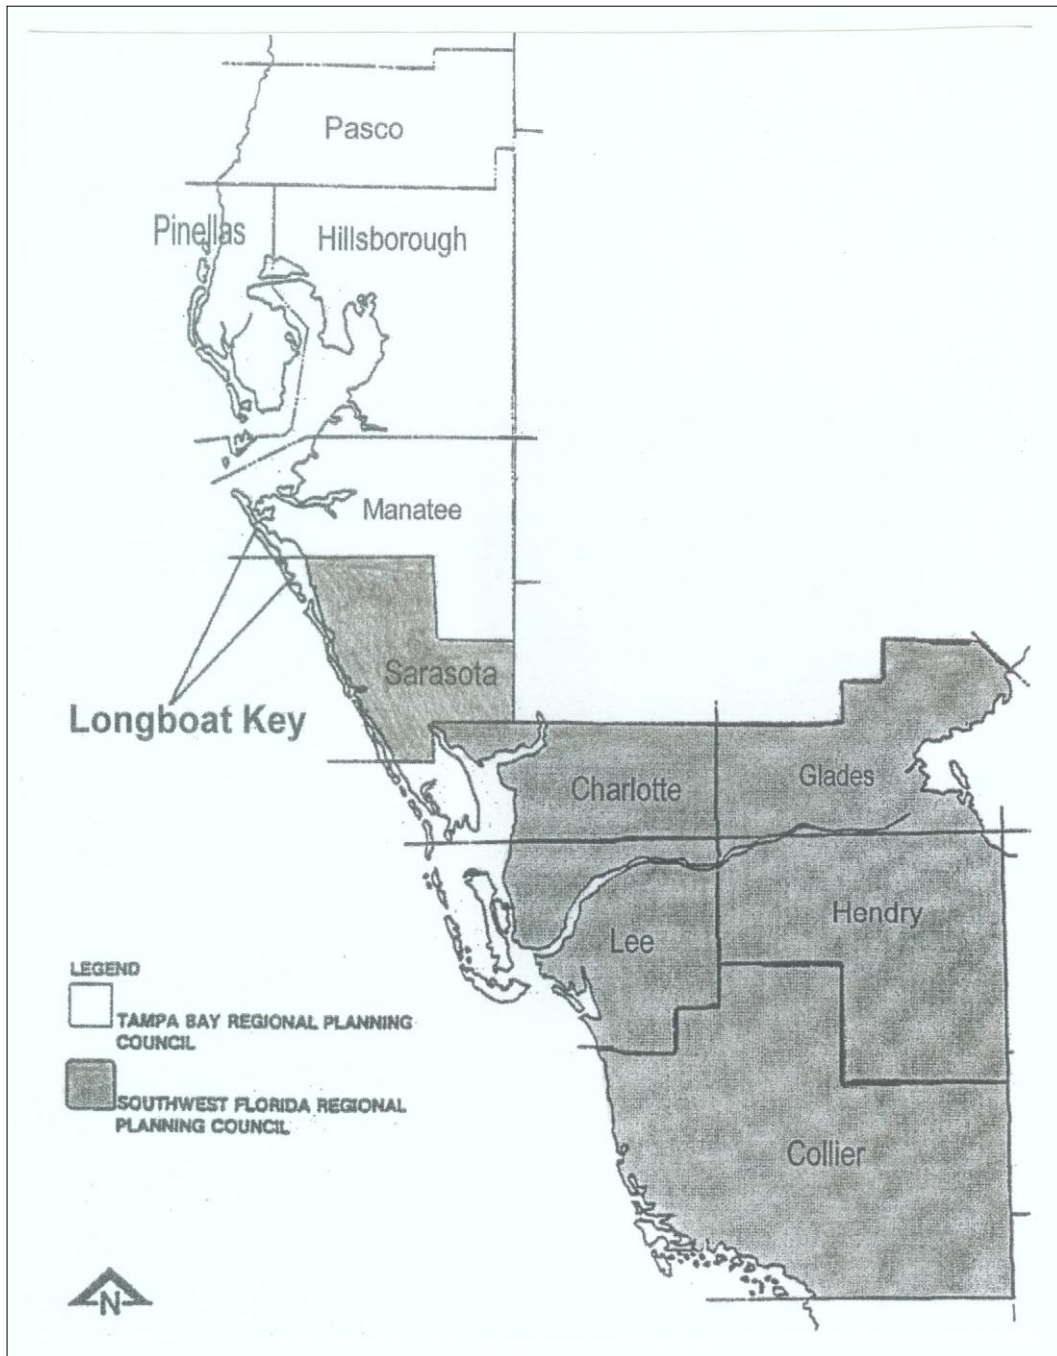 Pasco
Pinellas
Hillsborough
Manatee
Sarasota
Longboat Key
Charlotte
Glades
Hendry
Lee
LEGEND
TAMPA BAY REGIONAL PLANNING
COUNCIL
SOUTHWEST FLORIDA REGIONAL
PLANNING COUNCIL
Collier
N